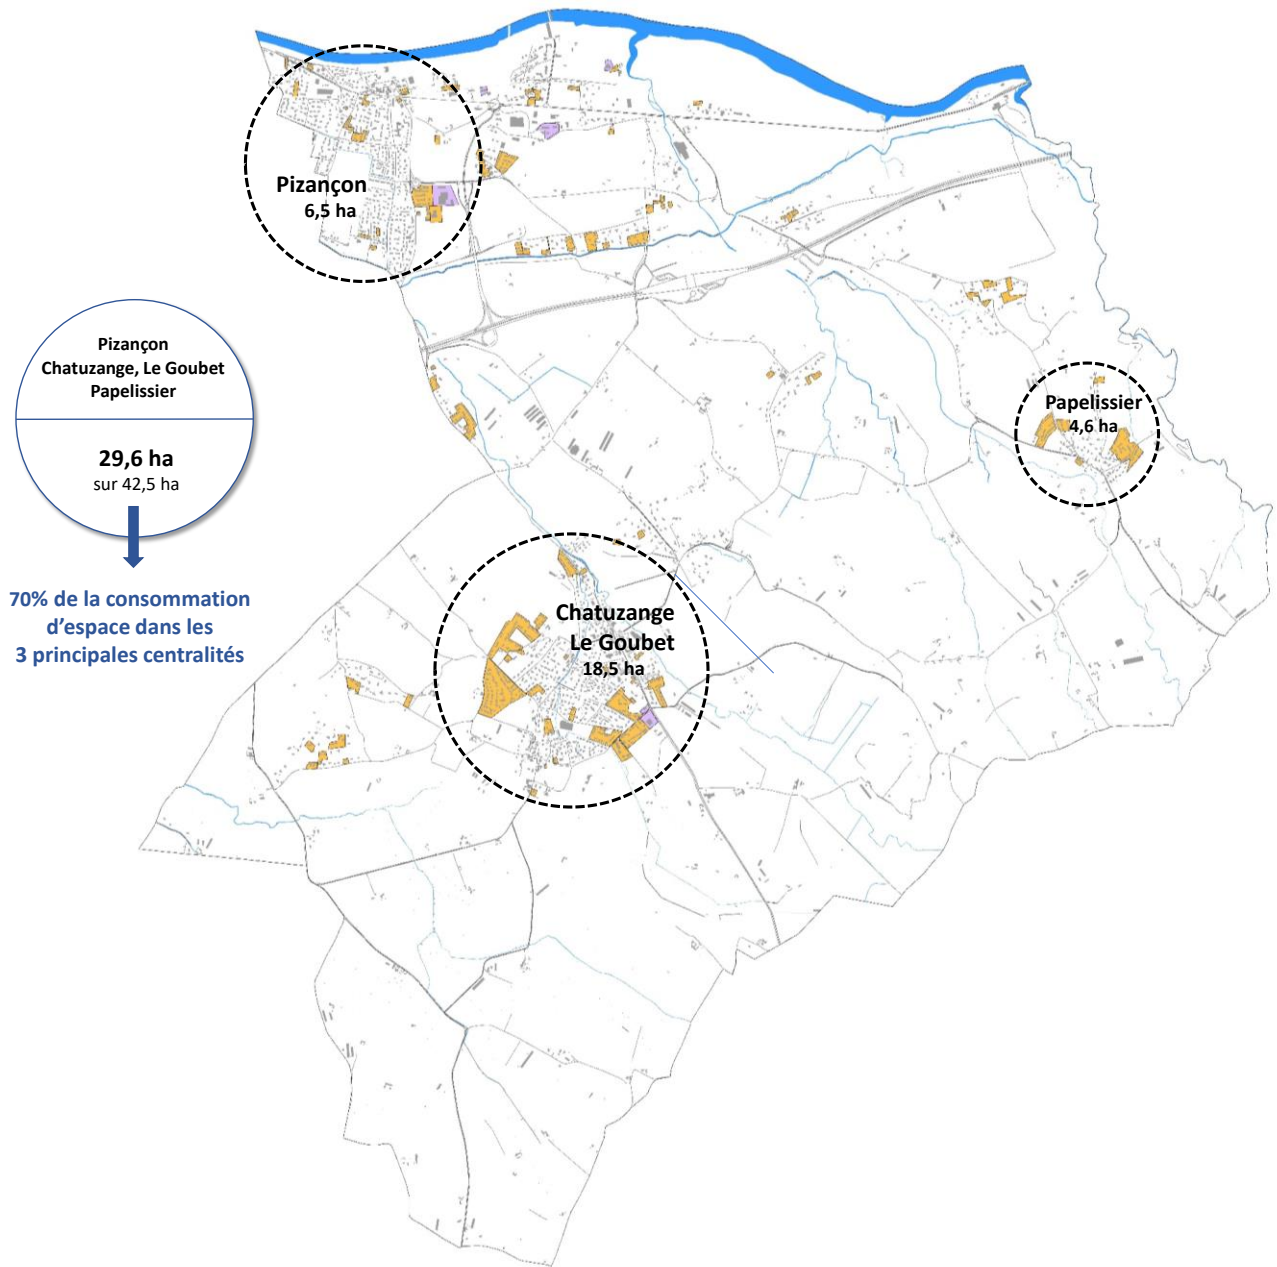 Pizançon
6,5 ha
Pizançon
Chatuzange, Le Goubet
Papelissier
29,6 ha
sur 42,5 ha
70% de la consommation
d'espace dans les
3 principales centralités
Papelissier
4,6 ha
Chatuzange
Le Goubet
18,5 ha